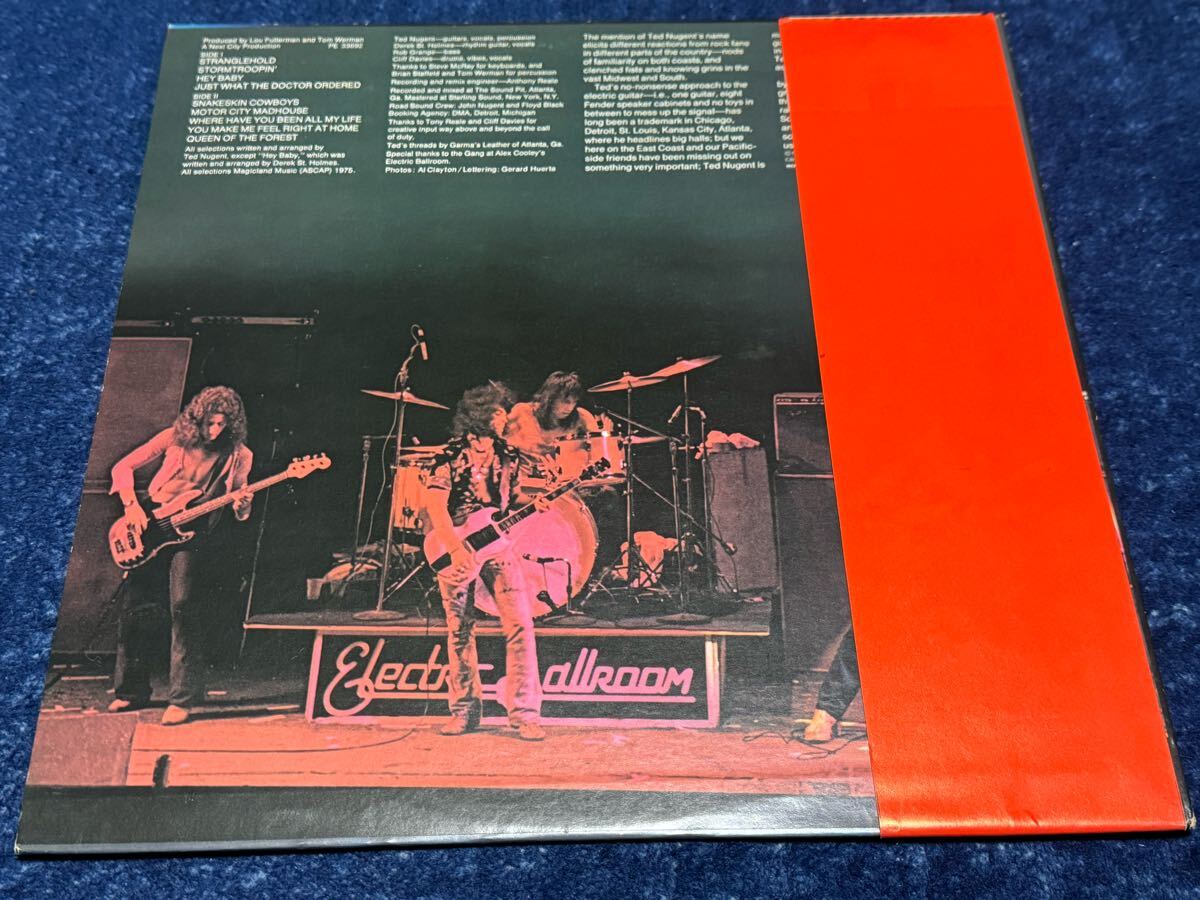 Produced by Lou Futterman and Tom Werman
A Next City Production PE 33692
SIDE I
STRANGLEHOLD
STORMTROOPIN'
HEY BABY
JUST WHAT THE DOCTOR ORDERED
SIDE II
SNAKESKIN COWBOYS
MOTOR CITY MADHOUSE
WHERE HAVE YOU BEEN ALL MY LIFE
YOU MAKE ME FEEL RIGHT AT HOME
QUEEN OF THE FOREST
All selections written and arranged by
Ted Nugent, except "Hey Baby," which was
written and arranged by Derek St. Holmes.
All selections Magicland Music (ASCAP) 1975.
Ted Nugent—guitars, vocals, percussion
Derek St. Holmes—rhythm guitar, vocals
Rob Grange—bass
Cliff Davies—drums, vibes, vocals
Thanks to Steve McRay for keyboards, and
Brian Staffeld and Tom Werman for percussion
Recording and remix engineer—Anthony Reale
Recorded and mixed at The Sound Pit, Atlanta,
Ga. Mastered at Sterling Sound, New York, N.Y.
Road Sound Crew: John Nugent and Floyd Black
Booking Agency: DMA, Detroit, Michigan
Thanks to Tony Reale and Cliff Davies for
creative input way above and beyond the call
of duty.
Ted's threads by Garma's Leather of Atlanta, Ga.
Special thanks to the Gang at Alex Cooley's
Electric Ballroom.
Photos: Al Clayton/Lettering: Gerard Huerta
The mention of Ted Nugent's name
elicits different reactions from rock fans
in different parts of the country—nods
of familiarity on both coasts, and
clenched fists and knowing grins in the
vast Midwest and South.
Ted's no-nonsense approach to the
electric guitar—i.e., one guitar, eight
Fender speaker cabinets and no toys in
between to mess up the signal—has
long been a trademark in Chicago,
Detroit, St. Louis, Kansas City, Atlanta,
where he headlines big halls; but we
here on the East Coast and our Pacific-
side friends have been missing out on
something very important; Ted Nugent is
Electric Ballroom